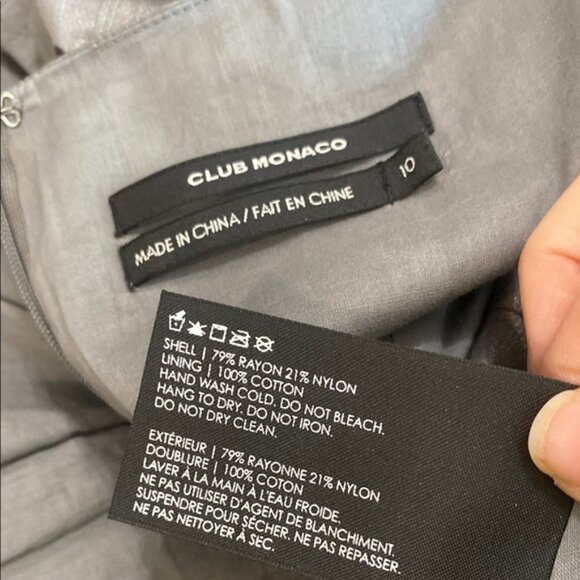 CLUB MONACO
MADE IN CHINA / FAIT EN CHINE
10
SHELL | 79% RAYON 21% NYLON
LINING | 100% COTTON
HAND WASH COLD. DO NOT BLEACH.
HANG TO DRY. DO NOT IRON.
DO NOT DRY CLEAN.
EXTÉRIEUR | 79% RAYONNE 21% NYLON
DOUBLURE | 100% COTTON
LAVER À LA MAIN À L'EAU FROIDE.
NE PAS UTILISER D'AGENT DE BLANCHIMENT.
SUSPENDRE POUR SÉCHER. NE PAS REPASSER.
NE PAS NETTOYER À SEC.